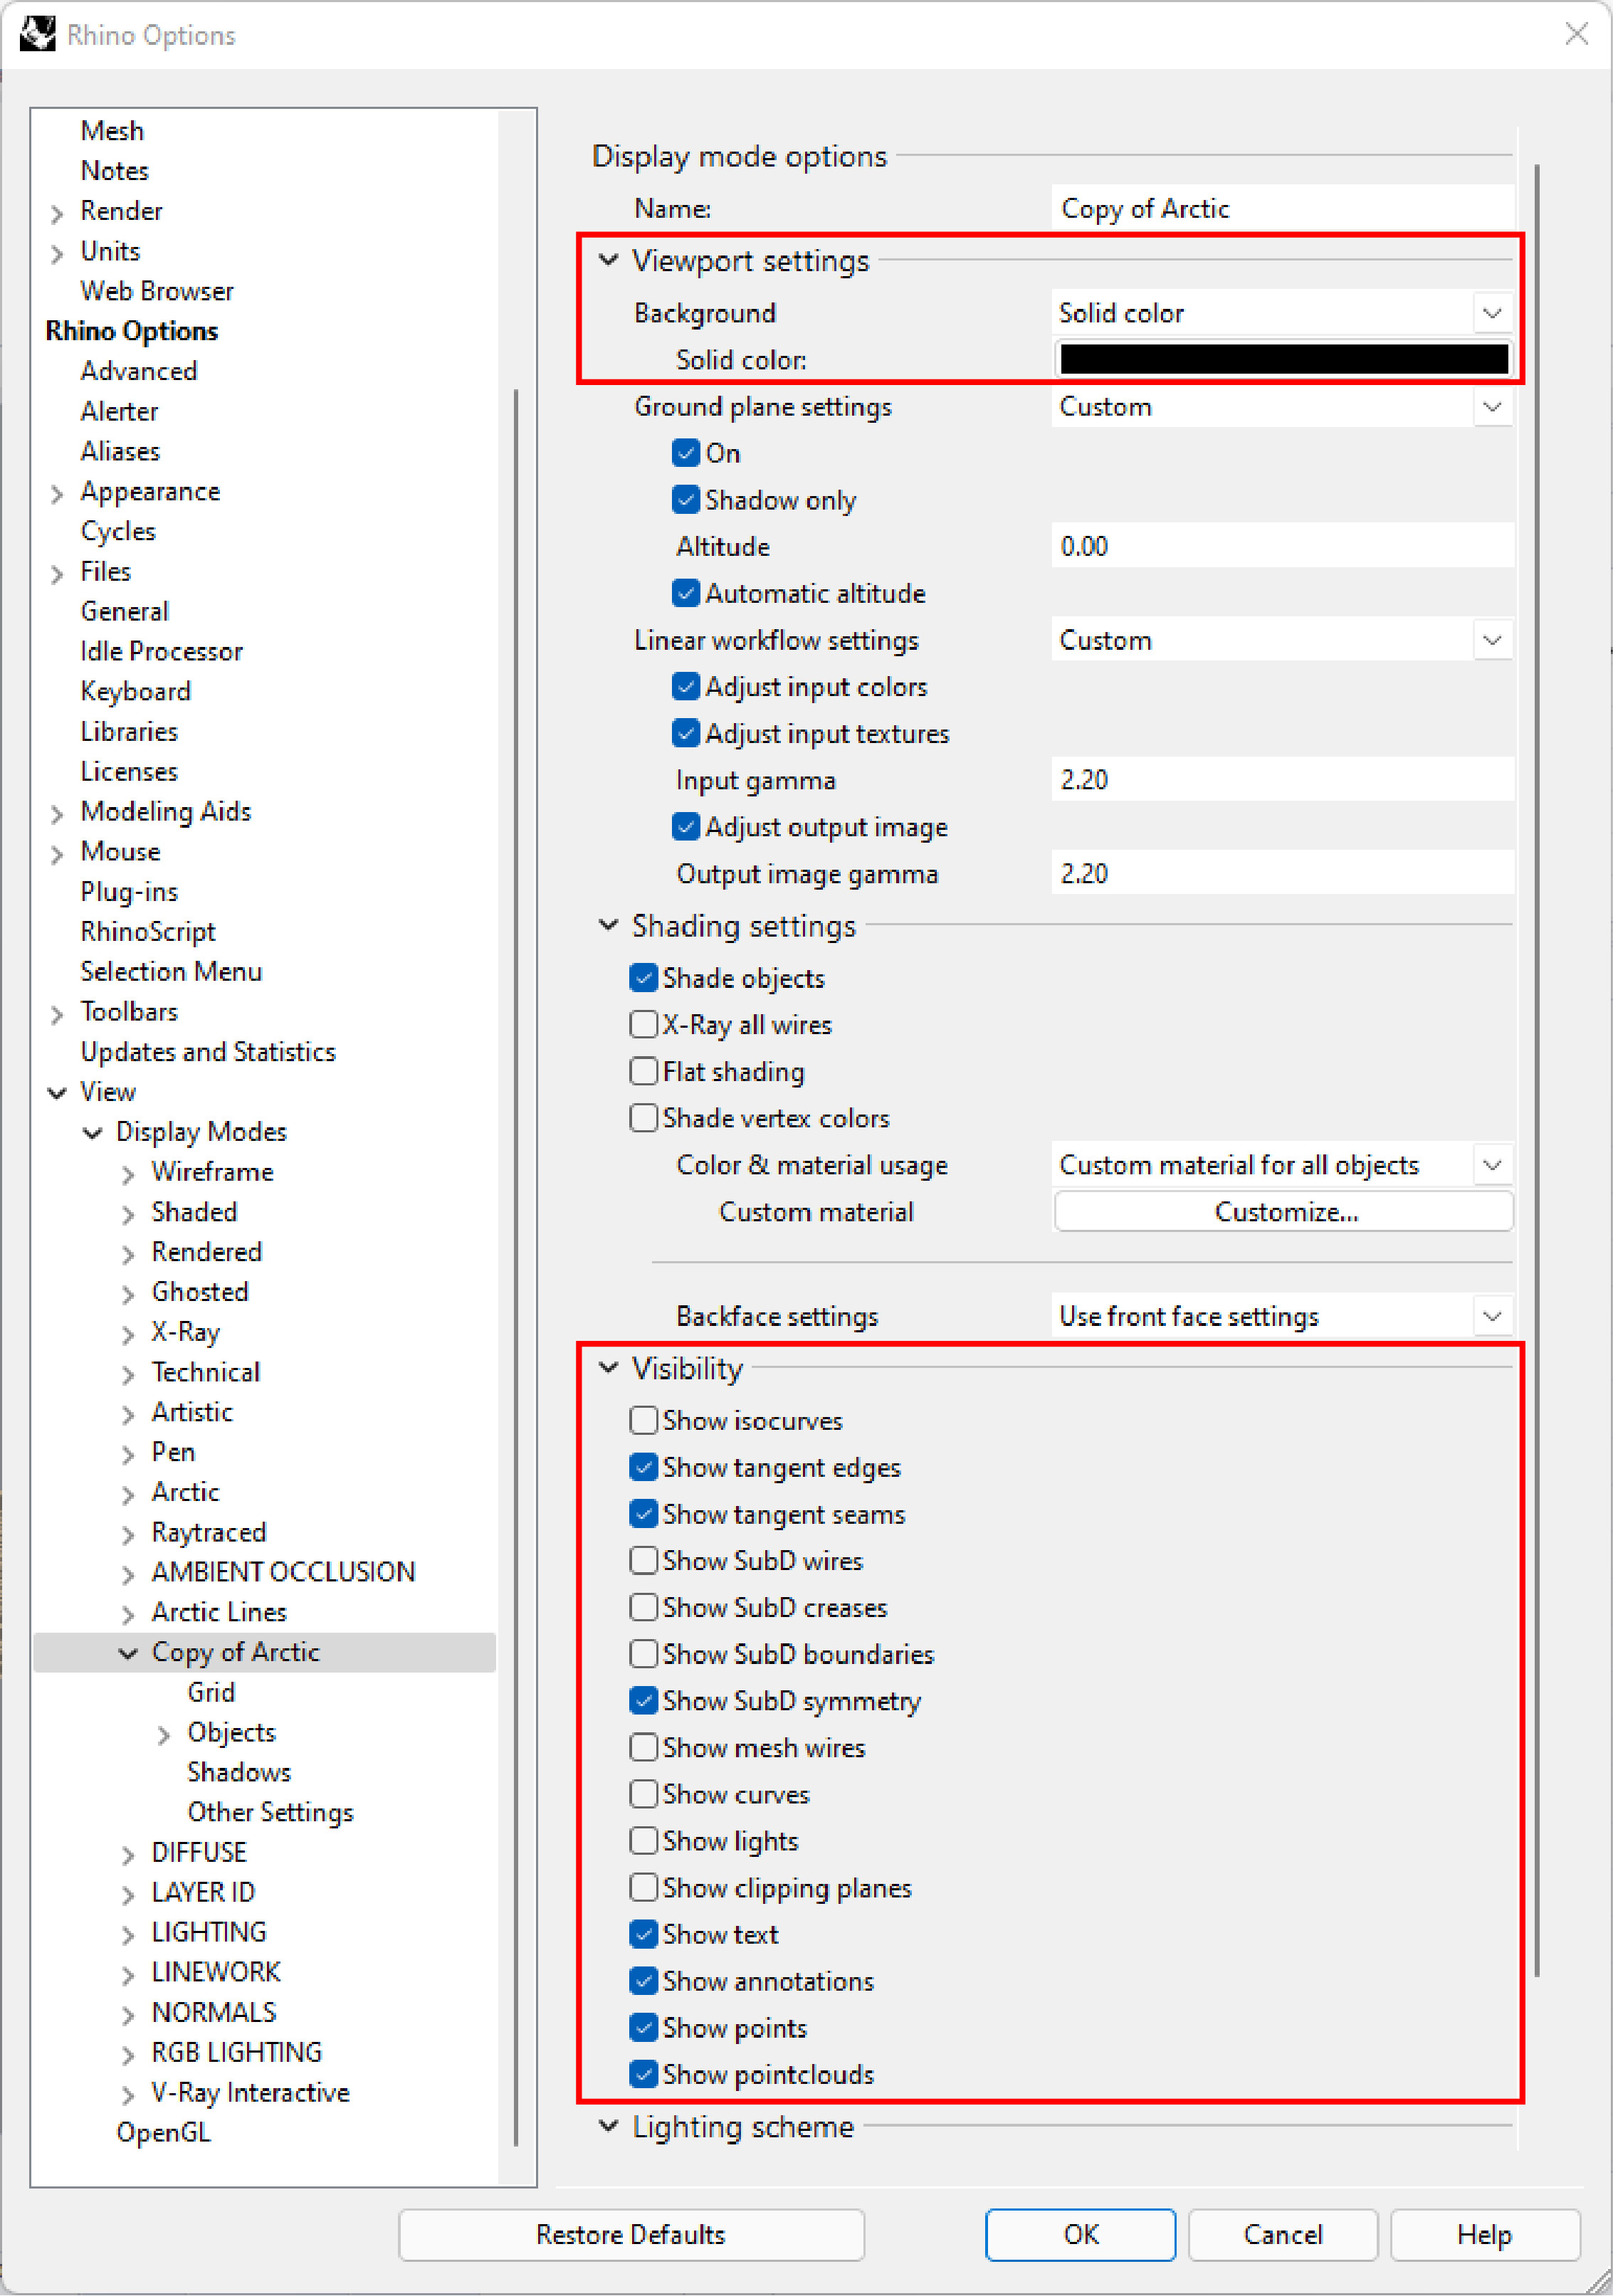 Rhino Options
Mesh
Notes
Render
Units
Web Browser
Rhino Options
Advanced
Alerter
Aliases
Appearance
Cycles
Files
General
Idle Processor
Keyboard
Libraries
Licenses
Modeling Aids
Mouse
Plug-ins
RhinoScript
Selection Menu
Toolbars
Updates and Statistics
View
Display Modes
Wireframe
Shaded
Rendered
Ghosted
X-Ray
Technical
Artistic
Pen
Arctic
Raytraced
AMBIENT OCCLUSION
Arctic Lines
Copy of Arctic
Grid
Objects
Shadows
Other Settings
DIFFUSE
LAYER ID
LIGHTING
LINEWORK
NORMALS
RGB LIGHTING
V-Ray Interactive
OpenGL
Display mode options
Name: Copy of Arctic
Viewport settings
Background Solid color
Solid color:
Ground plane settings Custom
On
Shadow only
Altitude 0.00
Automatic altitude
Linear workflow settings Custom
Adjust input colors
Adjust input textures
Input gamma 2.20
Adjust output image
Output image gamma 2.20
Shading settings
Shade objects
X-Ray all wires
Flat shading
Shade vertex colors
Color & material usage Custom material for all objects
Custom material Customize...
Backface settings Use front face settings
Visibility
Show isocurves
Show tangent edges
Show tangent seams
Show SubD wires
Show SubD creases
Show SubD boundaries
Show SubD symmetry
Show mesh wires
Show curves
Show lights
Show clipping planes
Show text
Show annotations
Show points
Show pointclouds
Lighting scheme
Restore Defaults OK Cancel Help